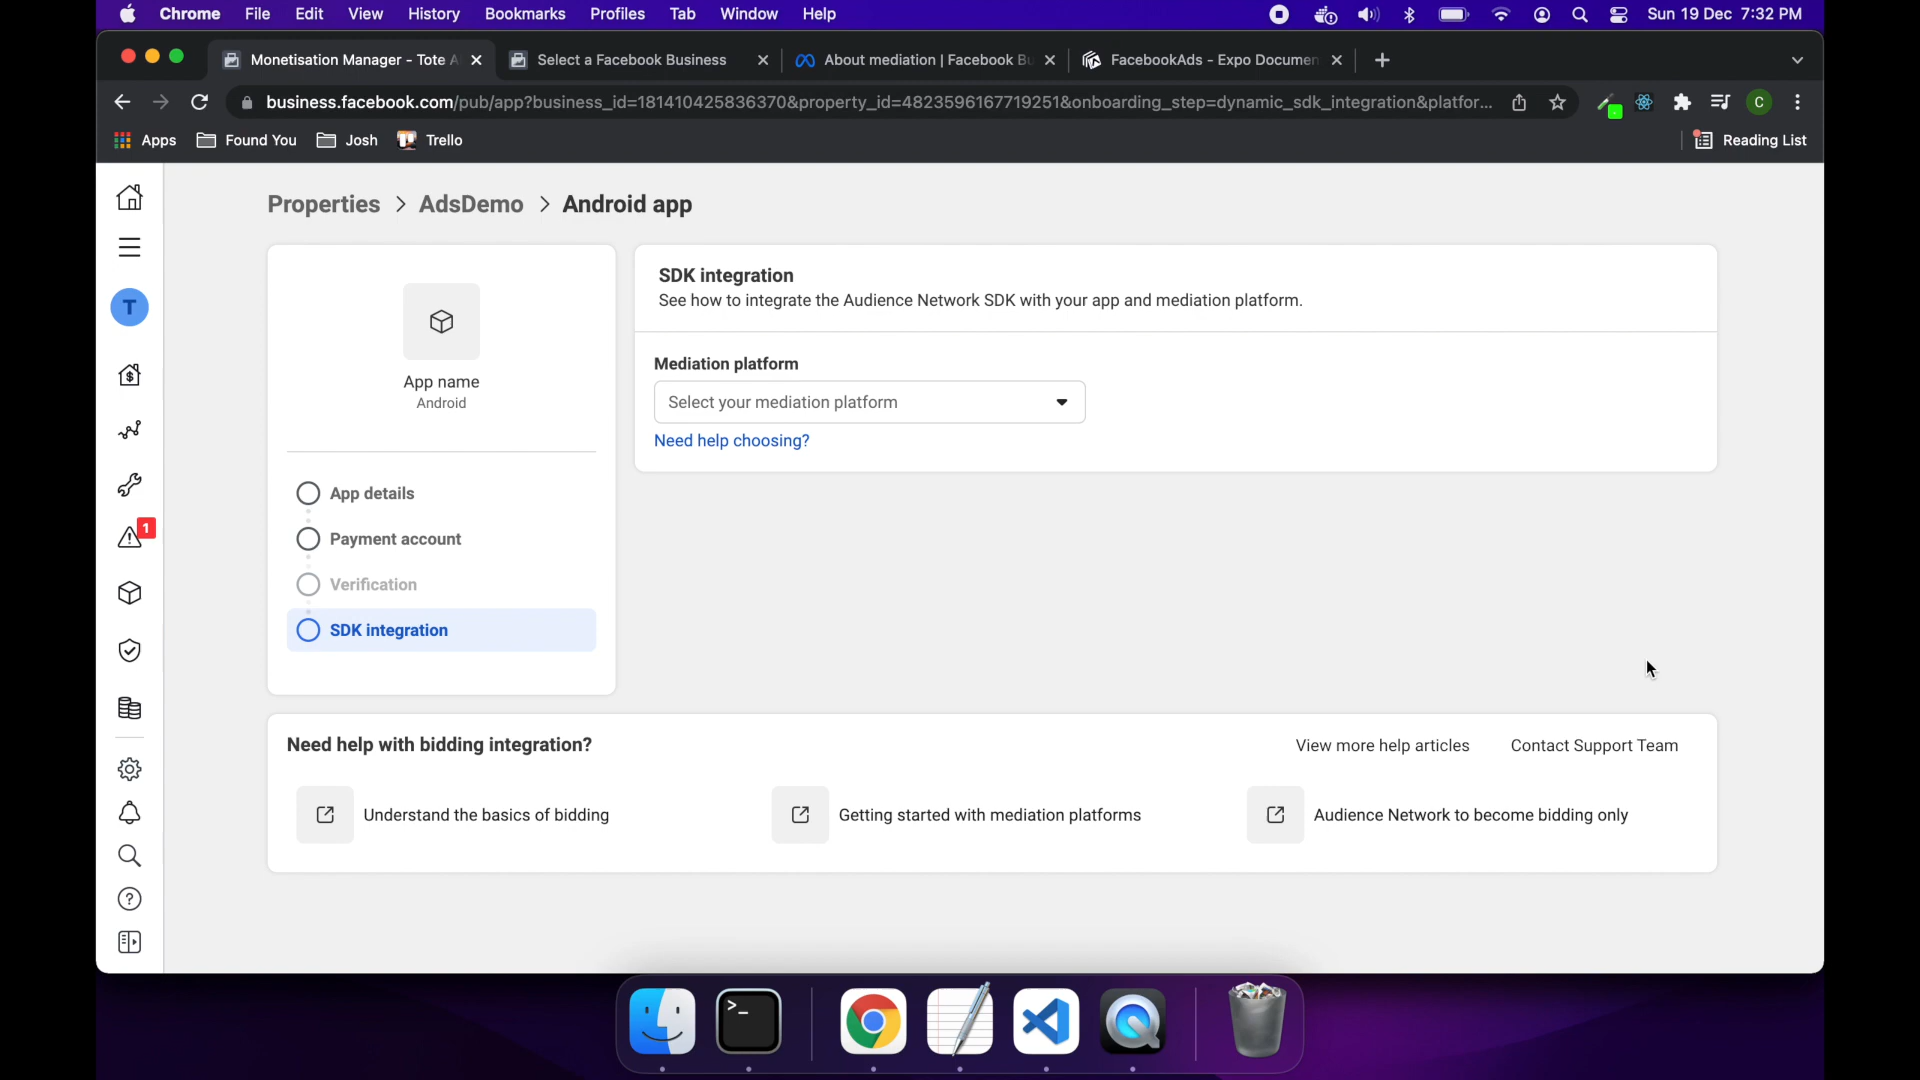 Chrome File Edit View History Bookmarks Profiles Tab Window Help Sun 19 Dec 7:32 PM
Monetisation Manager - Tote A Select a Facebook Business About mediation | Facebook Bu FacebookAds - Expo Documen
business.facebook.com/pub/app?business_id=181410425836370&property_id=4823596167719251&onboarding_step=dynamic_sdk_integration&platfor... C
Apps Found You Josh Trello Reading List
T
1
Properties > AdsDemo > Android app
App name
Android
App details
Payment account
Verification
SDK integration
SDK integration
See how to integrate the Audience Network SDK with your app and mediation platform.
Mediation platform
Select your mediation platform
Need help choosing?
Need help with bidding integration? View more help articles Contact Support Team
Understand the basics of bidding Getting started with mediation platforms Audience Network to become bidding only